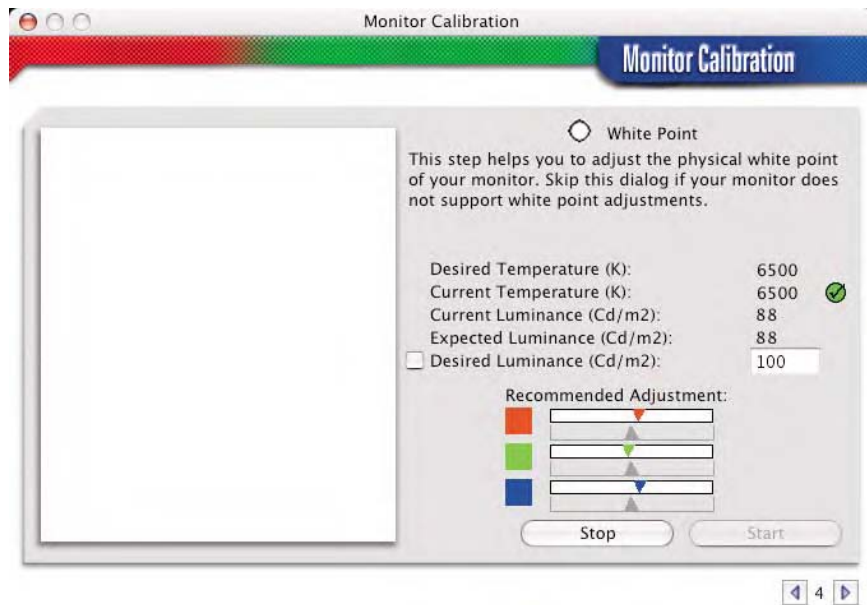 Monitor Calibration
Monitor Calibration
White Point
This step helps you to adjust the physical white point
of your monitor. Skip this dialog if your monitor does
not support white point adjustments.
Desired Temperature (K): 6500
Current Temperature (K): 6500
Current Luminance (Cd/m2): 88
Expected Luminance (Cd/m2): 88
Desired Luminance (Cd/m2): 100
Recommended Adjustment:
Stop Start
4